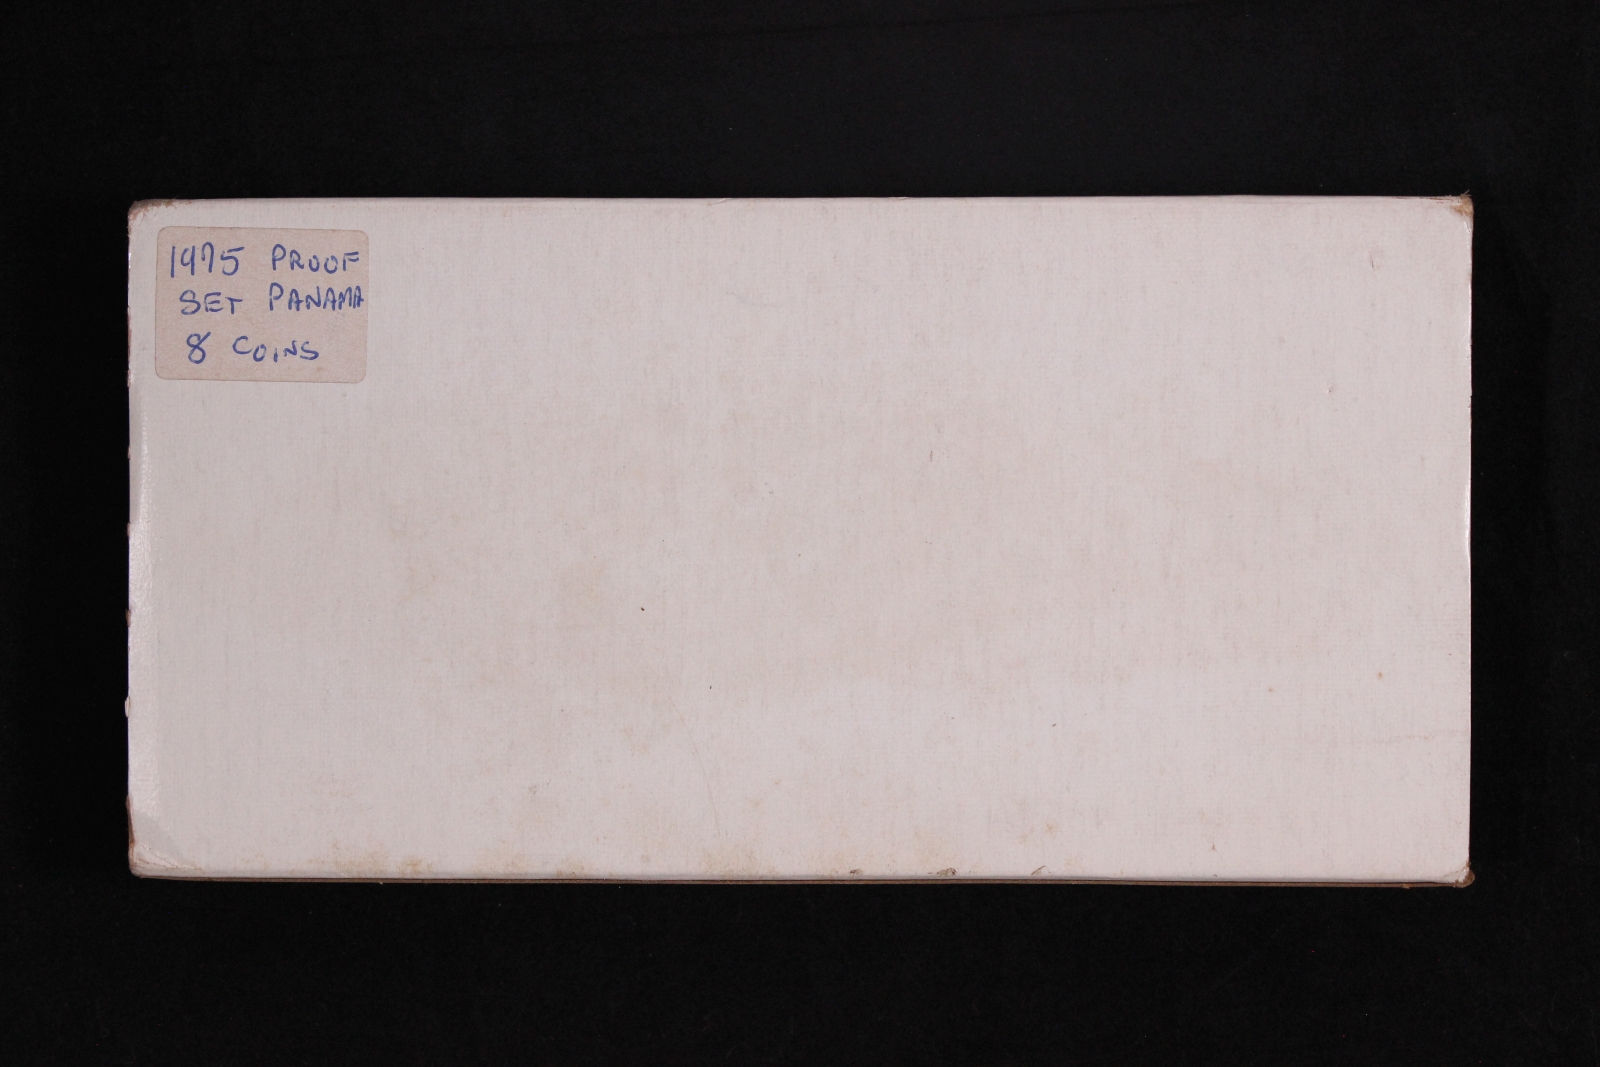 1975 PROOF
SET PANAMA
8 COINS